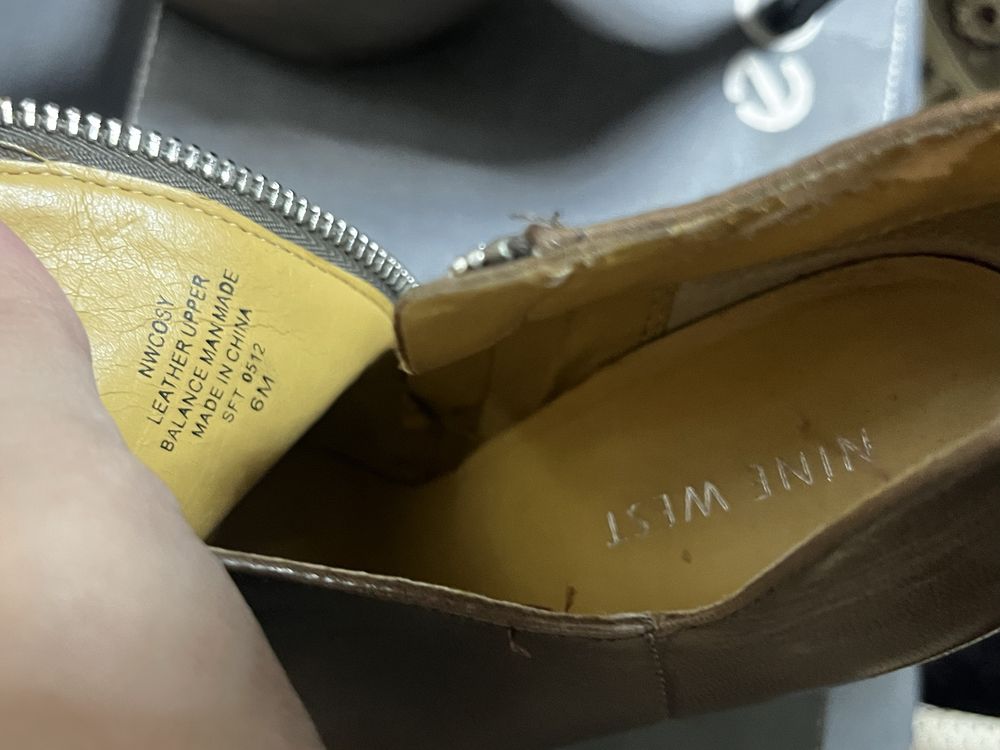 NWCOSY
LEATHER UPPER
BALANCE MAN MADE
MADE IN CHINA
SFT 0512
6M
NINE WEST
e